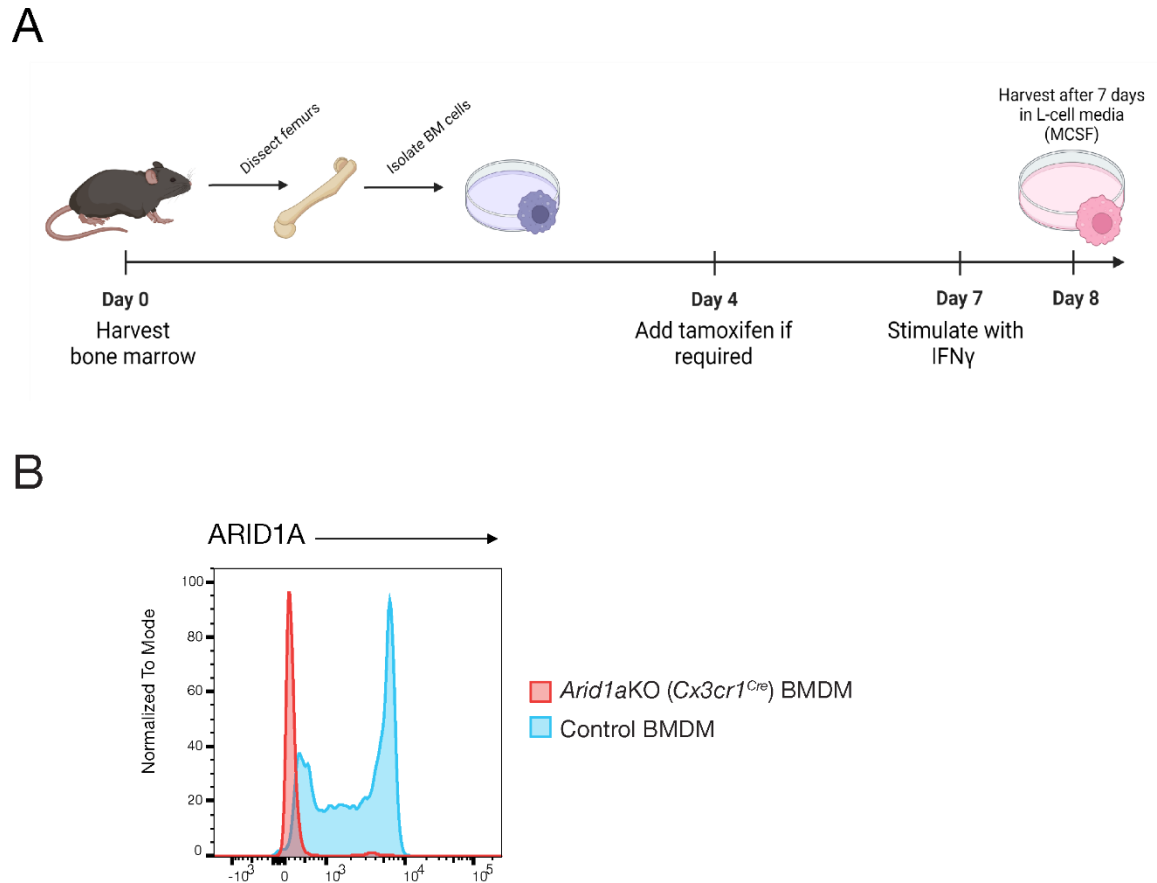 A
Dissect femurs
Isolate BM cells
Harvest after 7 days
in L-cell media
(MCSF)
Day 0
Harvest
bone marrow
Day 4
Add tamoxifen if
required
Day 7
Stimulate with
IFNγ
Day 8
B
ARID1A
Normalized To Mode
100
80
60
40
20
0
-10³
0
10³
10⁴
10⁵
Arid1aKO (Cx3cr1ᶜʳᵉ) BMDM
Control BMDM